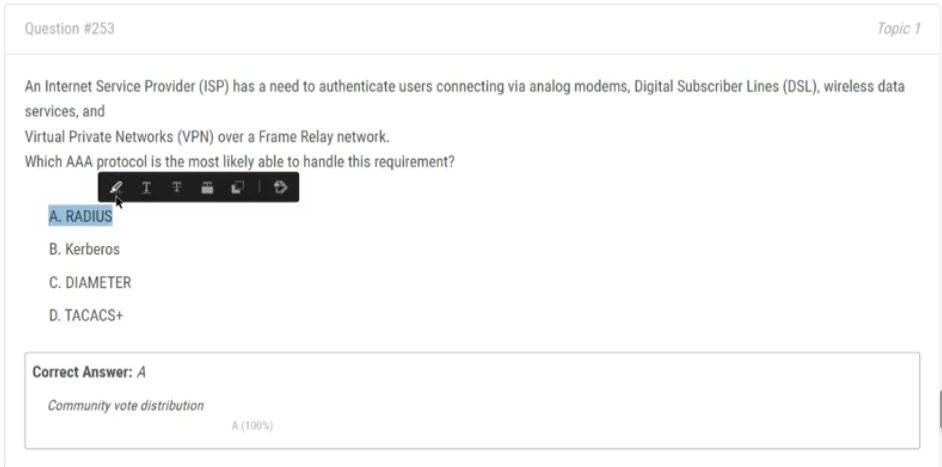 Question #253
Topic 1
An Internet Service Provider (ISP) has a need to authenticate users connecting via analog modems, Digital Subscriber Lines (DSL), wireless data
services, and
Virtual Private Networks (VPN) over a Frame Relay network.
Which AAA protocol is the most likely able to handle this requirement?
A. RADIUS
B. Kerberos
C. DIAMETER
D. TACACS+
Correct Answer: A
Community vote distribution
A (100%)